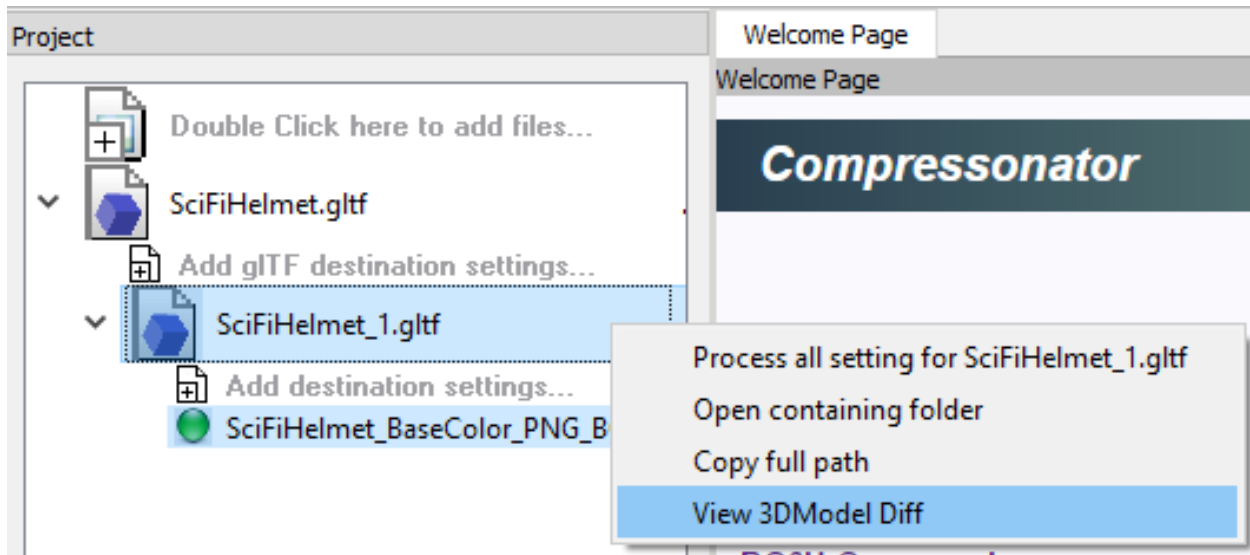 Project
Welcome Page
Welcome Page
Double Click here to add files...
Compressonator
SciFiHelmet.gltf
Add glTF destination settings...
SciFiHelmet_1.gltf
Process all setting for SciFiHelmet_1.gltf
Add destination settings...
Open containing folder
SciFiHelmet_BaseColor_PNG_B
Copy full path
View 3DModel Diff